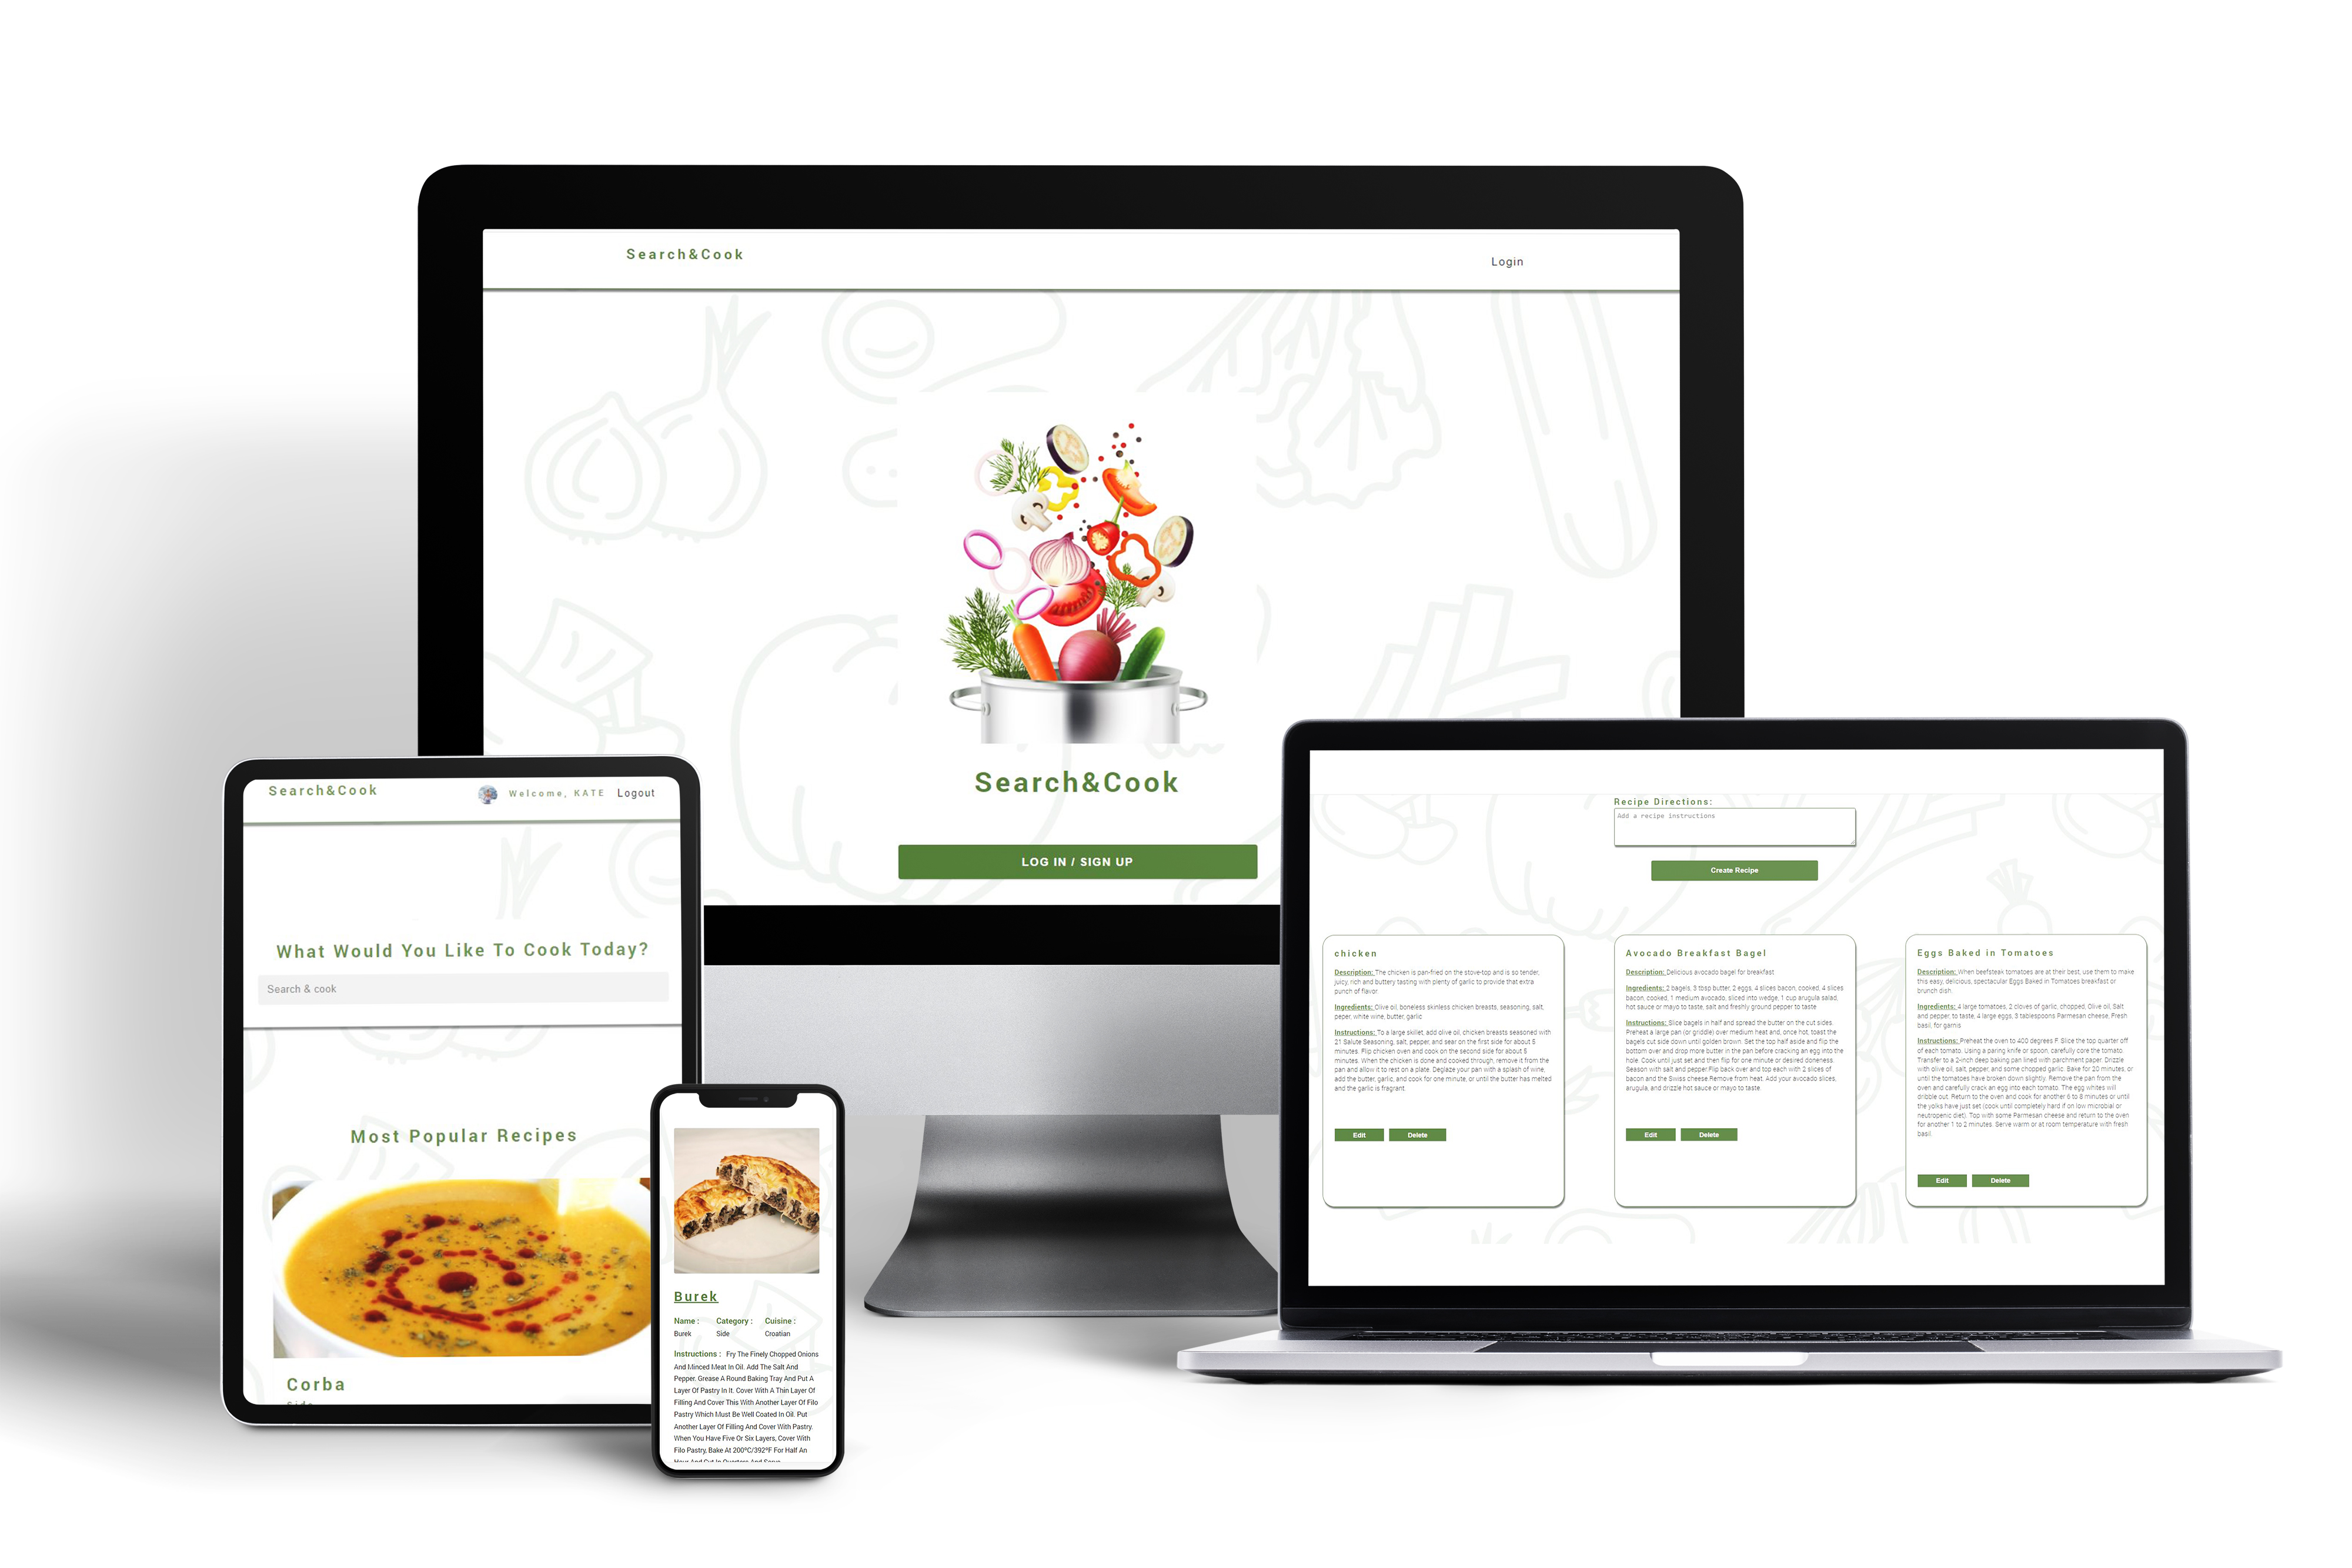 Search&Cook
Login
Search&Cook
LOG IN / SIGN UP
Search&Cook
Welcome, KATE
Logout
What Would You Like To Cook Today?
Search & cook
Most Popular Recipes
Corba
Side
Burek
Name : Category : Cuisine :
Burek Side Croatian
Instructions : Fry The Finely Chopped Onions
And Minced Meat In Oil. Add The Salt And
Pepper. Grease A Round Baking Tray And Put A
Layer Of Pastry In It. Cover With A Thin Layer Of
Filling And Cover This With Another Layer Of Filo
Pastry Which Must Be Well Coated In Oil. Put
Another Layer Of Filling And Cover With Pastry.
When You Have Five Or Six Layers, Cover With
Filo Pastry, Bake At 200ºC/392ºF For Half An
Hour And Cut In Quarters And Serve.
Recipe Directions:
Add a recipe instructions
Create Recipe
chicken
Description: The chicken is pan-fried on the stove-top and is so tender,
juicy, rich and buttery tasting with plenty of garlic to provide that extra
punch of flavor
Ingredients: Olive oil, boneless skinless chicken breasts, seasoning, salt,
peper, white wine, butter, garlic
Instructions: To a large skillet, add olive oil, chicken breasts seasoned with
21 Salute Seasoning, salt, pepper, and sear on the first side for about 5
minutes. Flip chicken oven and cook on the second side for about 5
minutes. When the chicken is done and cooked through, remove it from the
pan and allow it to rest on a plate. Deglaze your pan with a splash of wine,
add the butter, garlic, and cook for one minute, or until the butter has melted
and the garlic is fragrant.
Edit Delete
Avocado Breakfast Bagel
Description: Delicious avocado bagel for breakfast
Ingredients: 2 bagels, 3 tbsp butter, 2 eggs, 4 slices bacon, cooked, 4 slices
bacon, cooked, 1 medium avocado, sliced into wedge, 1 cup arugula salad,
hot sauce or mayo to taste, salt and freshly ground pepper to taste
Instructions: Slice bagels in half and spread the butter on the cut sides.
Preheat a large pan (or griddle) over medium heat and, once hot, toast the
bagels cut side down until golden brown. Set the top half aside and flip the
bottom over and drop more butter in the pan before cracking an egg into the
hole. Cook until just set and then flip for one minute or desired doneness.
Season with salt and pepper.Flip back over and top each with 2 slices of
bacon and the Swiss cheese.Remove from heat. Add your avocado slices,
arugula, and drizzle hot sauce or mayo to taste.
Edit Delete
Eggs Baked in Tomatoes
Description: When beefsteak tomatoes are at their best, use them to make
this easy, delicious, spectacular Eggs Baked in Tomatoes breakfast or
brunch dish.
Ingredients: 4 large tomatoes, 2 cloves of garlic, chopped, Olive oil, Salt
and pepper, to taste, 4 large eggs, 3 tablespoons Parmesan cheese, Fresh
basil, for garnis
Instructions: Preheat the oven to 400 degrees F. Slice the top quarter off
of each tomato. Using a paring knife or spoon, carefully core the tomato.
Transfer to a 2-inch deep baking pan lined with parchment paper. Drizzle
with olive oil, salt, pepper, and some chopped garlic. Bake for 20 minutes, or
until the tomatoes have broken down slightly. Remove the pan from the
oven and carefully crack an egg into each tomato. The egg whites will
dribble out. Return to the oven and cook for another 6 to 8 minutes or until
the yolks have just set (cook until completely hard if on low microbial or
neutropenic diet). Top with some Parmesan cheese and return to the oven
for another 1 to 2 minutes. Serve warm or at room temperature with fresh
basil.
Edit Delete